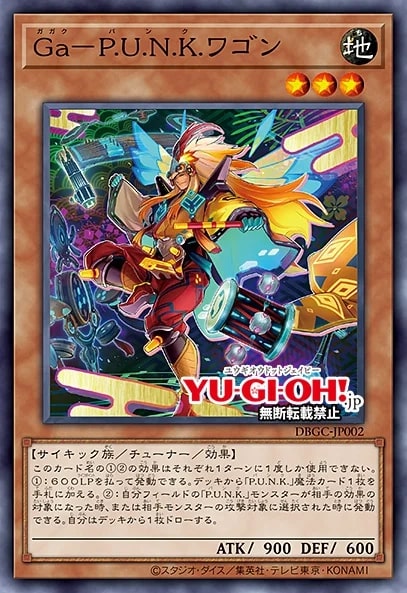 ガガク パンク
Ga－P.U.N.K.ワゴン
地
ユウギオウドットジェイピー
YU-GI-OH!.jp
無断転載禁止
DBGC-JP002
【サイキック族／チューナー／効果】
このカード名の①②の効果はそれぞれ1ターンに1度しか使用できない。
①：600LPを払って発動できる。デッキから「P.U.N.K.」魔法カード1枚を
手札に加える。②：自分フィールドの「P.U.N.K.」モンスターが相手の効果の
対象になった時、または相手モンスターの攻撃対象に選択された時に発動
できる。自分はデッキから1枚ドローする。
ATK/ 900 DEF/ 600
©スタジオ・ダイス／集英社・テレビ東京・KONAMI